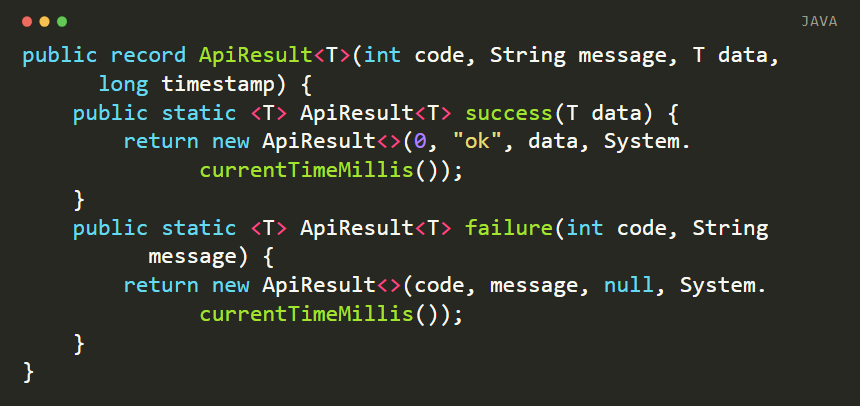 JAVA
public record ApiResult<T>(int code, String message, T data,
long timestamp) {
public static <T> ApiResult<T> success(T data) {
return new ApiResult<>(0, "ok", data, System.
currentTimeMillis());
}
public static <T> ApiResult<T> failure(int code, String
message) {
return new ApiResult<>(code, message, null, System.
currentTimeMillis());
}
}